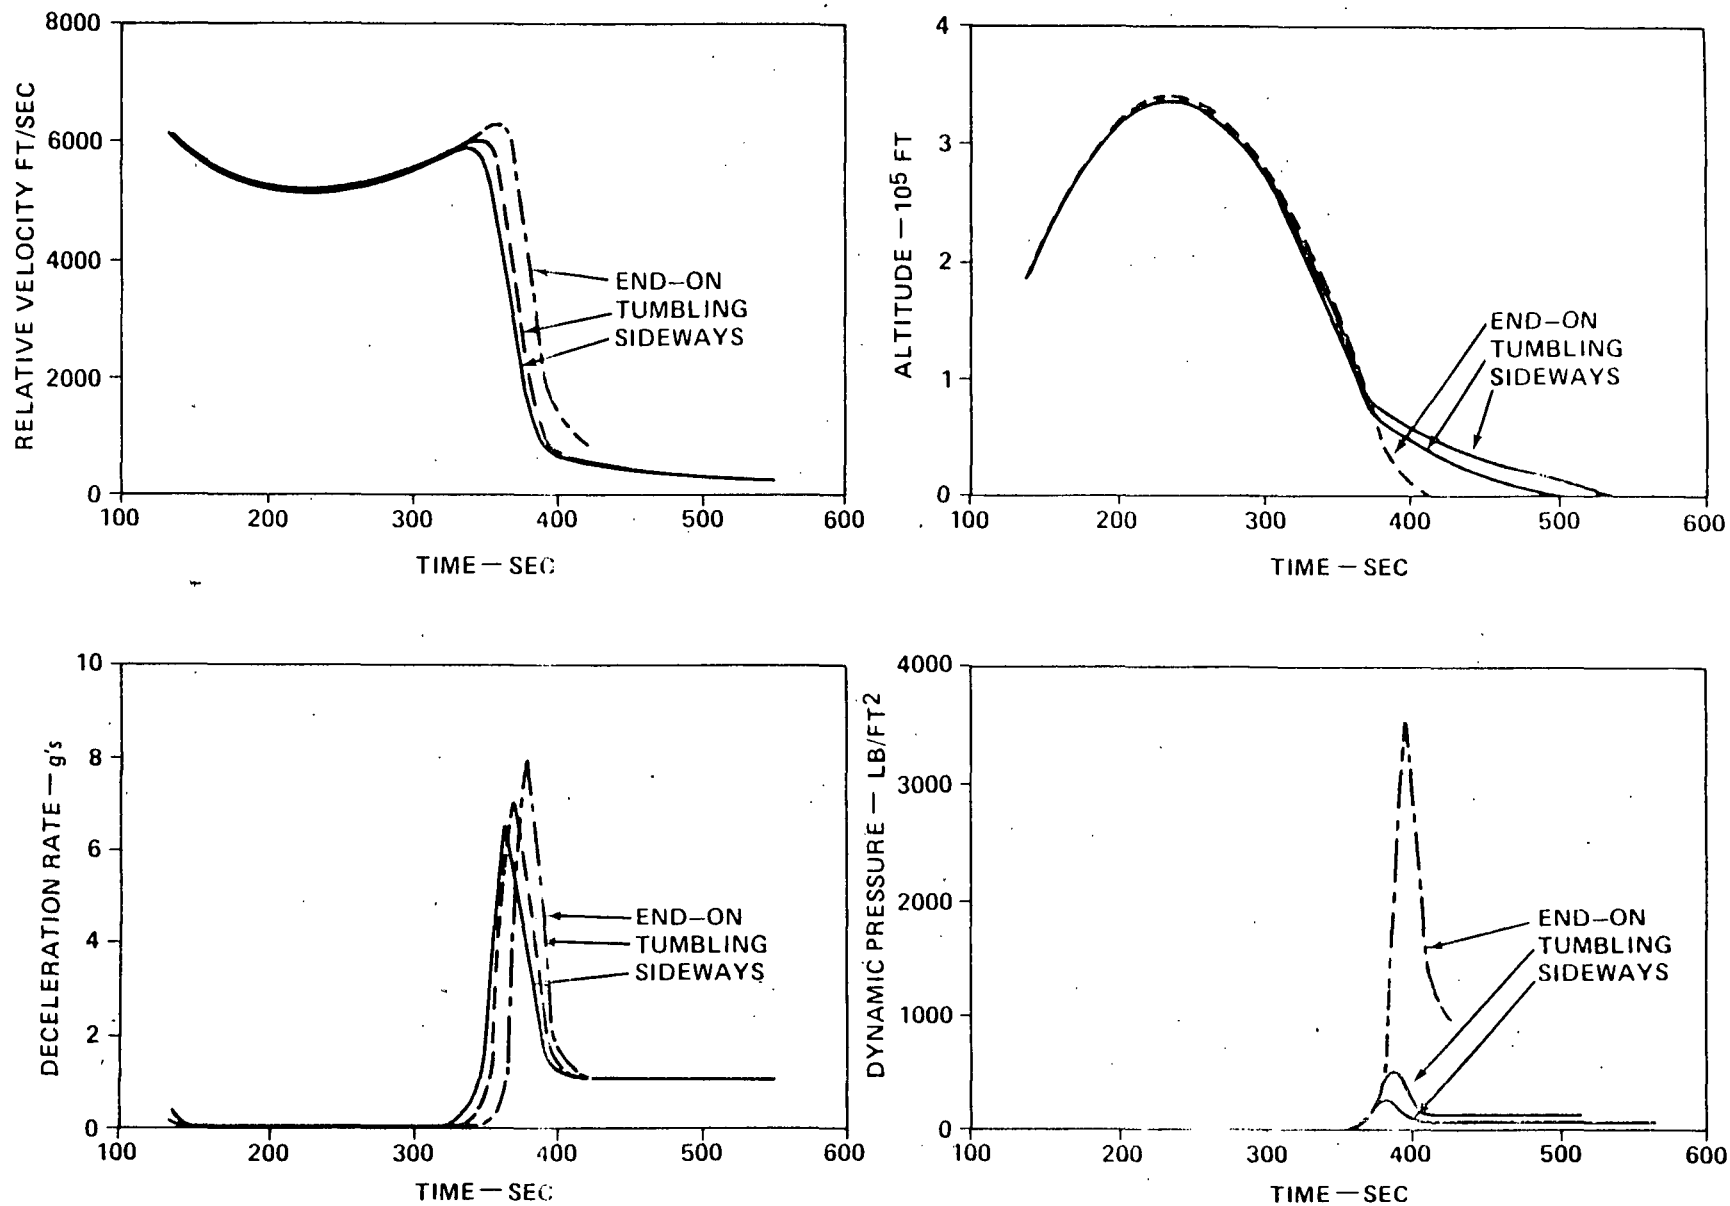 RELATIVE VELOCITY FT/SEC
8000
6000
4000
2000
0
END–ON
TUMBLING
SIDEWAYS
100 200 300 400 500 600
TIME — SEC
ALTITUDE — 10⁵ FT
4
3
2
1
0
END–ON
TUMBLING
SIDEWAYS
100 200 300 400 500 600
TIME — SEC
DECELERATION RATE — g's
10
8
6
4
2
0
END–ON
TUMBLING
SIDEWAYS
100 200 300 400 500 600
TIME — SEC
DYNAMIC PRESSURE — LB/FT²
4000
3000
2000
1000
0
END–ON
TUMBLING
SIDEWAYS
100 200 300 400 500 600
TIME — SEC